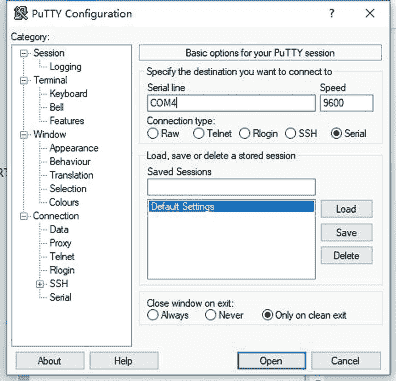 PuTTY Configuration
Category:
Session
Logging
Terminal
Keyboard
Bell
Features
Window
Appearance
Behaviour
Translation
Selection
Colours
Connection
Data
Proxy
Telnet
Rlogin
SSH
Serial
Basic options for your PuTTY session
Specify the destination you want to connect to
Serial line Speed
COM4 9600
Connection type:
Raw Telnet Rlogin SSH Serial
Load, save or delete a stored session
Saved Sessions
Default Settings
Load
Save
Delete
Close window on exit:
Always Never Only on clean exit
About Help Open Cancel